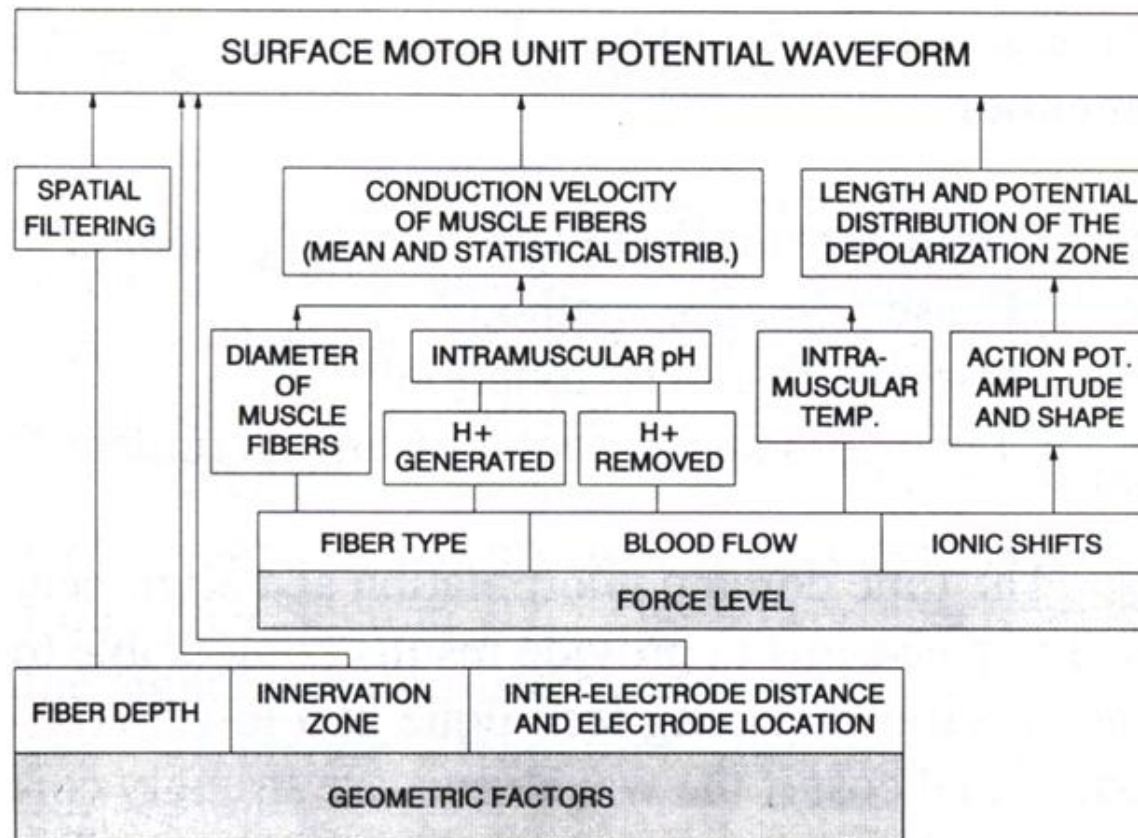 SURFACE MOTOR UNIT POTENTIAL WAVEFORM
SPATIAL
FILTERING
CONDUCTION VELOCITY
OF MUSCLE FIBERS
(MEAN AND STATISTICAL DISTRIB.)
LENGTH AND POTENTIAL
DISTRIBUTION OF THE
DEPOLARIZATION ZONE
DIAMETER
OF
MUSCLE
FIBERS
INTRAMUSCULAR pH
INTRA-
MUSCULAR
TEMP.
ACTION POT.
AMPLITUDE
AND SHAPE
H+
GENERATED
H+
REMOVED
FIBER TYPE
BLOOD FLOW
IONIC SHIFTS
FORCE LEVEL
FIBER DEPTH
INNERVATION
ZONE
INTER-ELECTRODE DISTANCE
AND ELECTRODE LOCATION
GEOMETRIC FACTORS